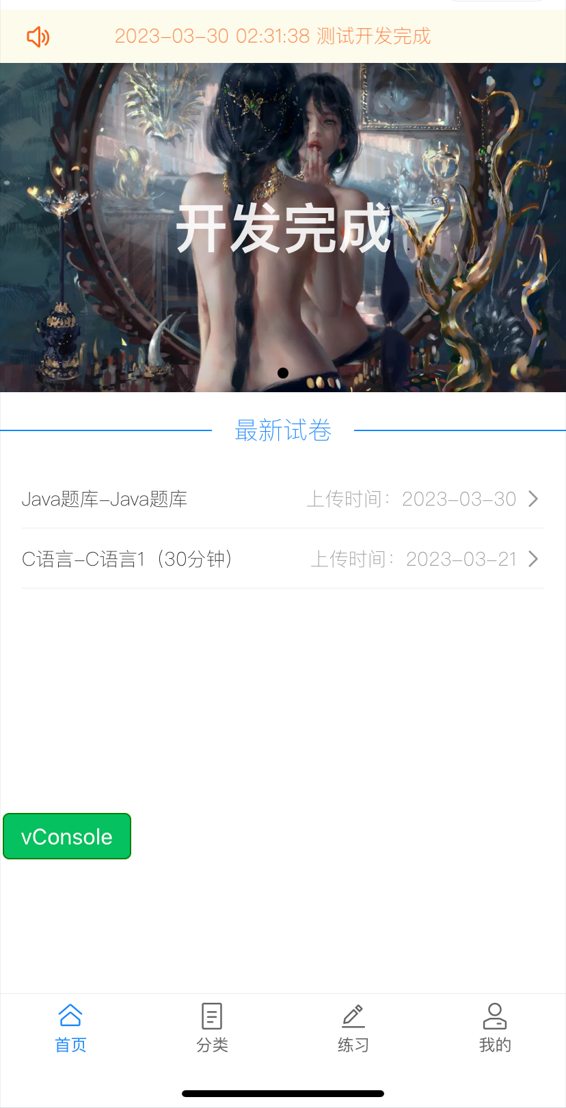 2023-03-30 02:31:38 测试开发完成
开发完成
最新试卷
Java题库-Java题库 上传时间：2023-03-30
C语言-C语言1（30分钟） 上传时间：2023-03-21
vConsole
首页 分类 练习 我的